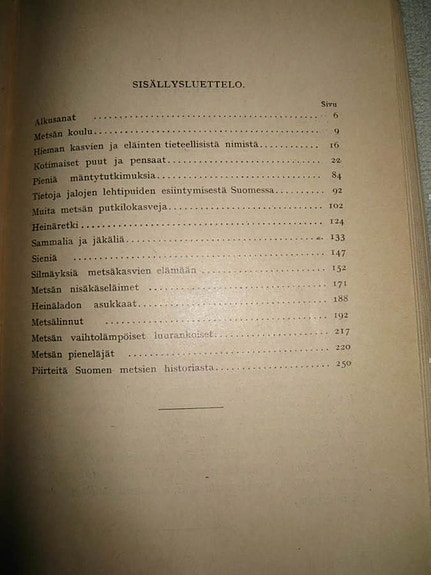 SISÄLLYSLUETTELO.
Sivu
Alkusanat .......... 6
Metsän koulu .......... 9
Hieman kasvien ja eläinten tieteellisistä nimistä .......... 16
Kotimaiset puut ja pensaat .......... 22
Pieniä mäntytutkimuksia .......... 84
Tietoja jalojen lehtipuiden esiintymisestä Suomessa .......... 92
Muita metsän putkilokasveja .......... 102
Heinäretki .......... 124
Sammalia ja jäkäliä .......... 133
Sieniä .......... 147
Silmäyksiä metsäkasvien elämään .......... 152
Metsän nisäkäseläimet .......... 171
Heinäladon asukkaat .......... 188
Metsälinnut .......... 192
Metsän vaihtolämpöiset luurankoiset .......... 217
Metsän pieneläjät .......... 220
Piirteitä Suomen metsien historiasta .......... 250